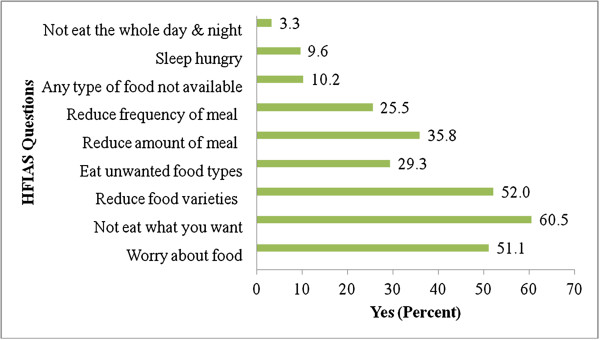 HFIAS Questions
Not eat the whole day & night 3.3
Sleep hungry 9.6
Any type of food not available 10.2
Reduce frequency of meal 25.5
Reduce amount of meal 35.8
Eat unwanted food types 29.3
Reduce food varieties 52.0
Not eat what you want 60.5
Worry about food 51.1
0 10 20 30 40 50 60 70
Yes (Percent)